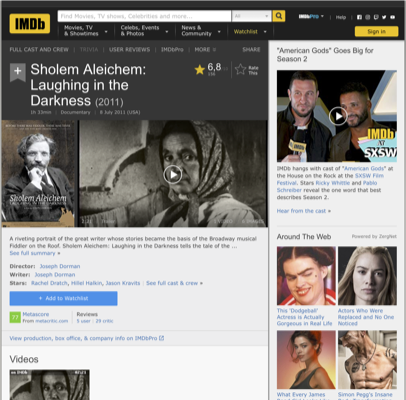 IMDb
Find Movies, TV shows, Celebrities and more...
All
IMDbPro
Help
Movies, TV
& Showtimes
Celebs, Events
& Photos
News &
Community
Watchlist
Sign in
FULL CAST AND CREW | TRIVIA | USER REVIEWS | IMDbPro | MORE
SHARE
Sholem Aleichem:
Laughing in the
Darkness (2011)
6,8
Rate
This
1h 33min | Documentary | 8 July 2011 (USA)
Sholem Aleichem
LAUGHING IN THE DARKNESS
A riveting portrait of the great writer whose stories became the basis of the Broadway musical
Fiddler on the Roof. Sholem Aleichem: Laughing in the Darkness tells the tale of the ...
See full summary »
Director: Joseph Dorman
Writer: Joseph Dorman
Stars: Rachel Dratch, Hillel Halkin, Jason Kravits | See full cast & crew »
+ Add to Watchlist
77
Metascore
From metacritic.com
Reviews
5 user | 29 critic
View production, box office, & company info on IMDbPro
Videos
"American Gods" Goes Big for
Season 2
IMDb
AT
SXSW
IMDb hangs with cast of "American Gods" at
the House on the Rock at the SXSW Film
Festival. Stars Ricky Whittle and Pablo
Schreiber reveal the one word that best
describes Season 2.
Hear from the cast »
Around The Web
Powered by ZergNet
This 'Dodgeball'
Actress is Actually
Gorgeous in Real Life
Actors Who Were
Replaced and No One
Noticed
What Every James
Simon Pegg's Insane